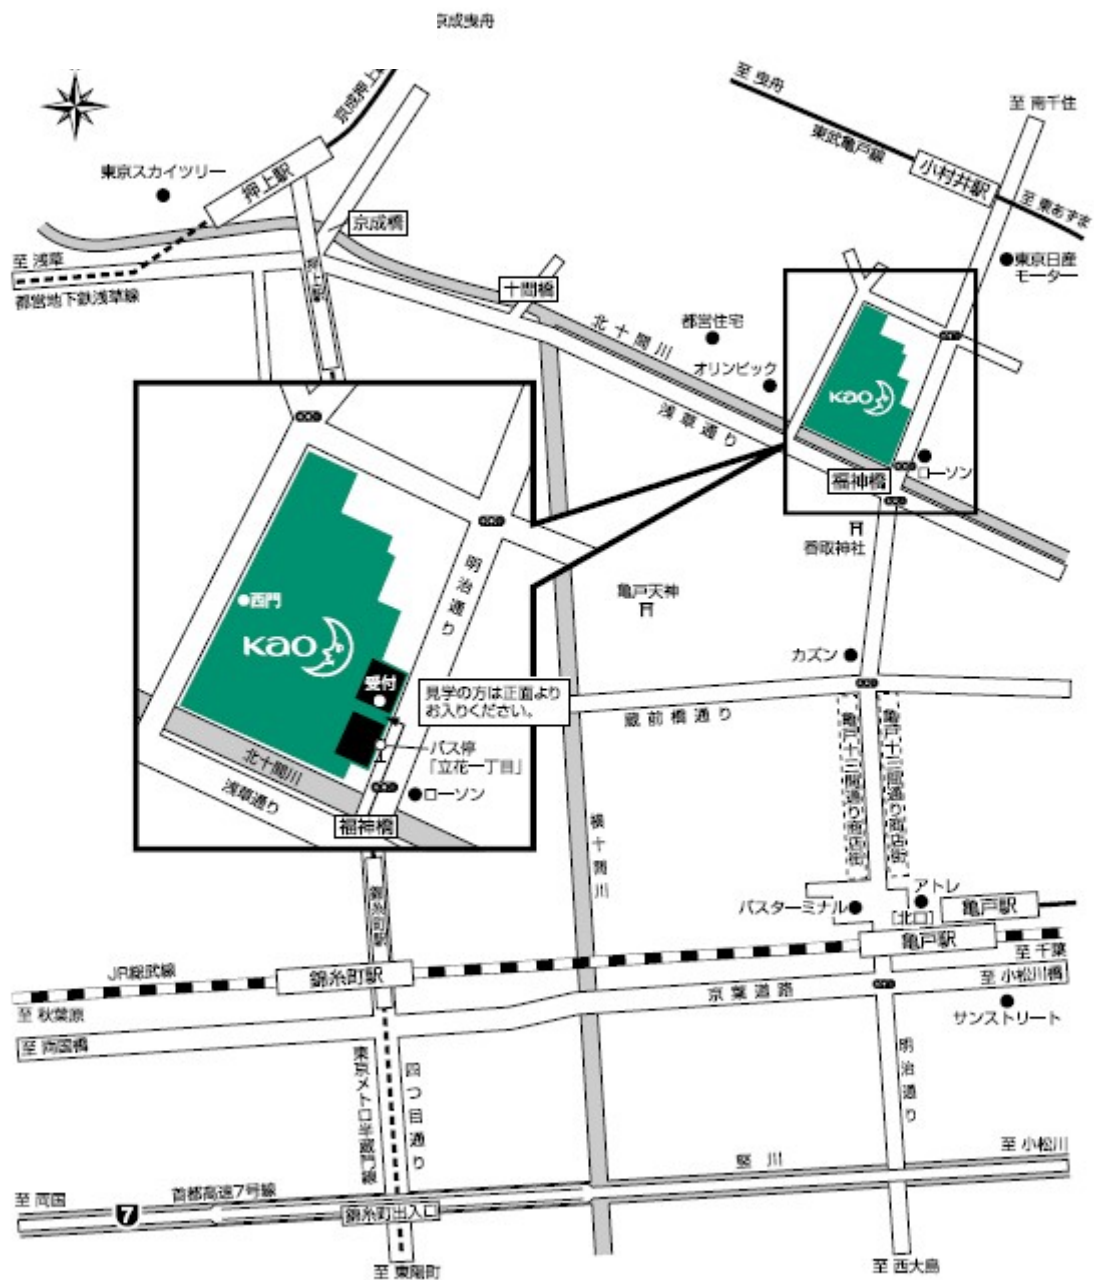 京成曳舟
至 曳舟
至 南千住
東武亀戸線
小村井駅
至 東あずま
東京日産
モーター
東京スカイツリー
押上駅
京成押上
京成橋
至 浅草
都営地下鉄浅草線
押上駅
十間橋
北十間川
都営住宅
オリンピック
浅草通り
Kao
ローソン
福神橋
香取神社
亀戸天神
明治通り
西門
Kao
受付
見学の方は正面より
お入りください。
バス停
「立花一丁目」
北十間川
浅草通り
ローソン
福神橋
カズン
蔵前橋通り
亀戸十三間通り商店街
亀戸十三間通り商店街
横十間川
錦糸町駅
バスターミナル
アトレ
[北口]
亀戸駅
亀戸駅
JR総武線
錦糸町駅
至 千葉
至 秋葉原
京葉道路
至 小松川橋
至 両国橋
サンストリート
東京メトロ半蔵門線
四つ目通り
明治通り
竪川
至 小松川
至 両国
首都高速7号線
7
錦糸町出入口
至 東陽町
至 西大島